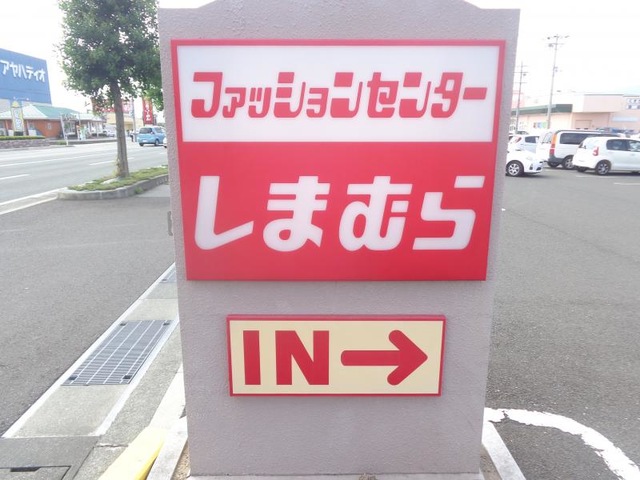 アヤハディオ
ファッションセンター
しまむら
IN→